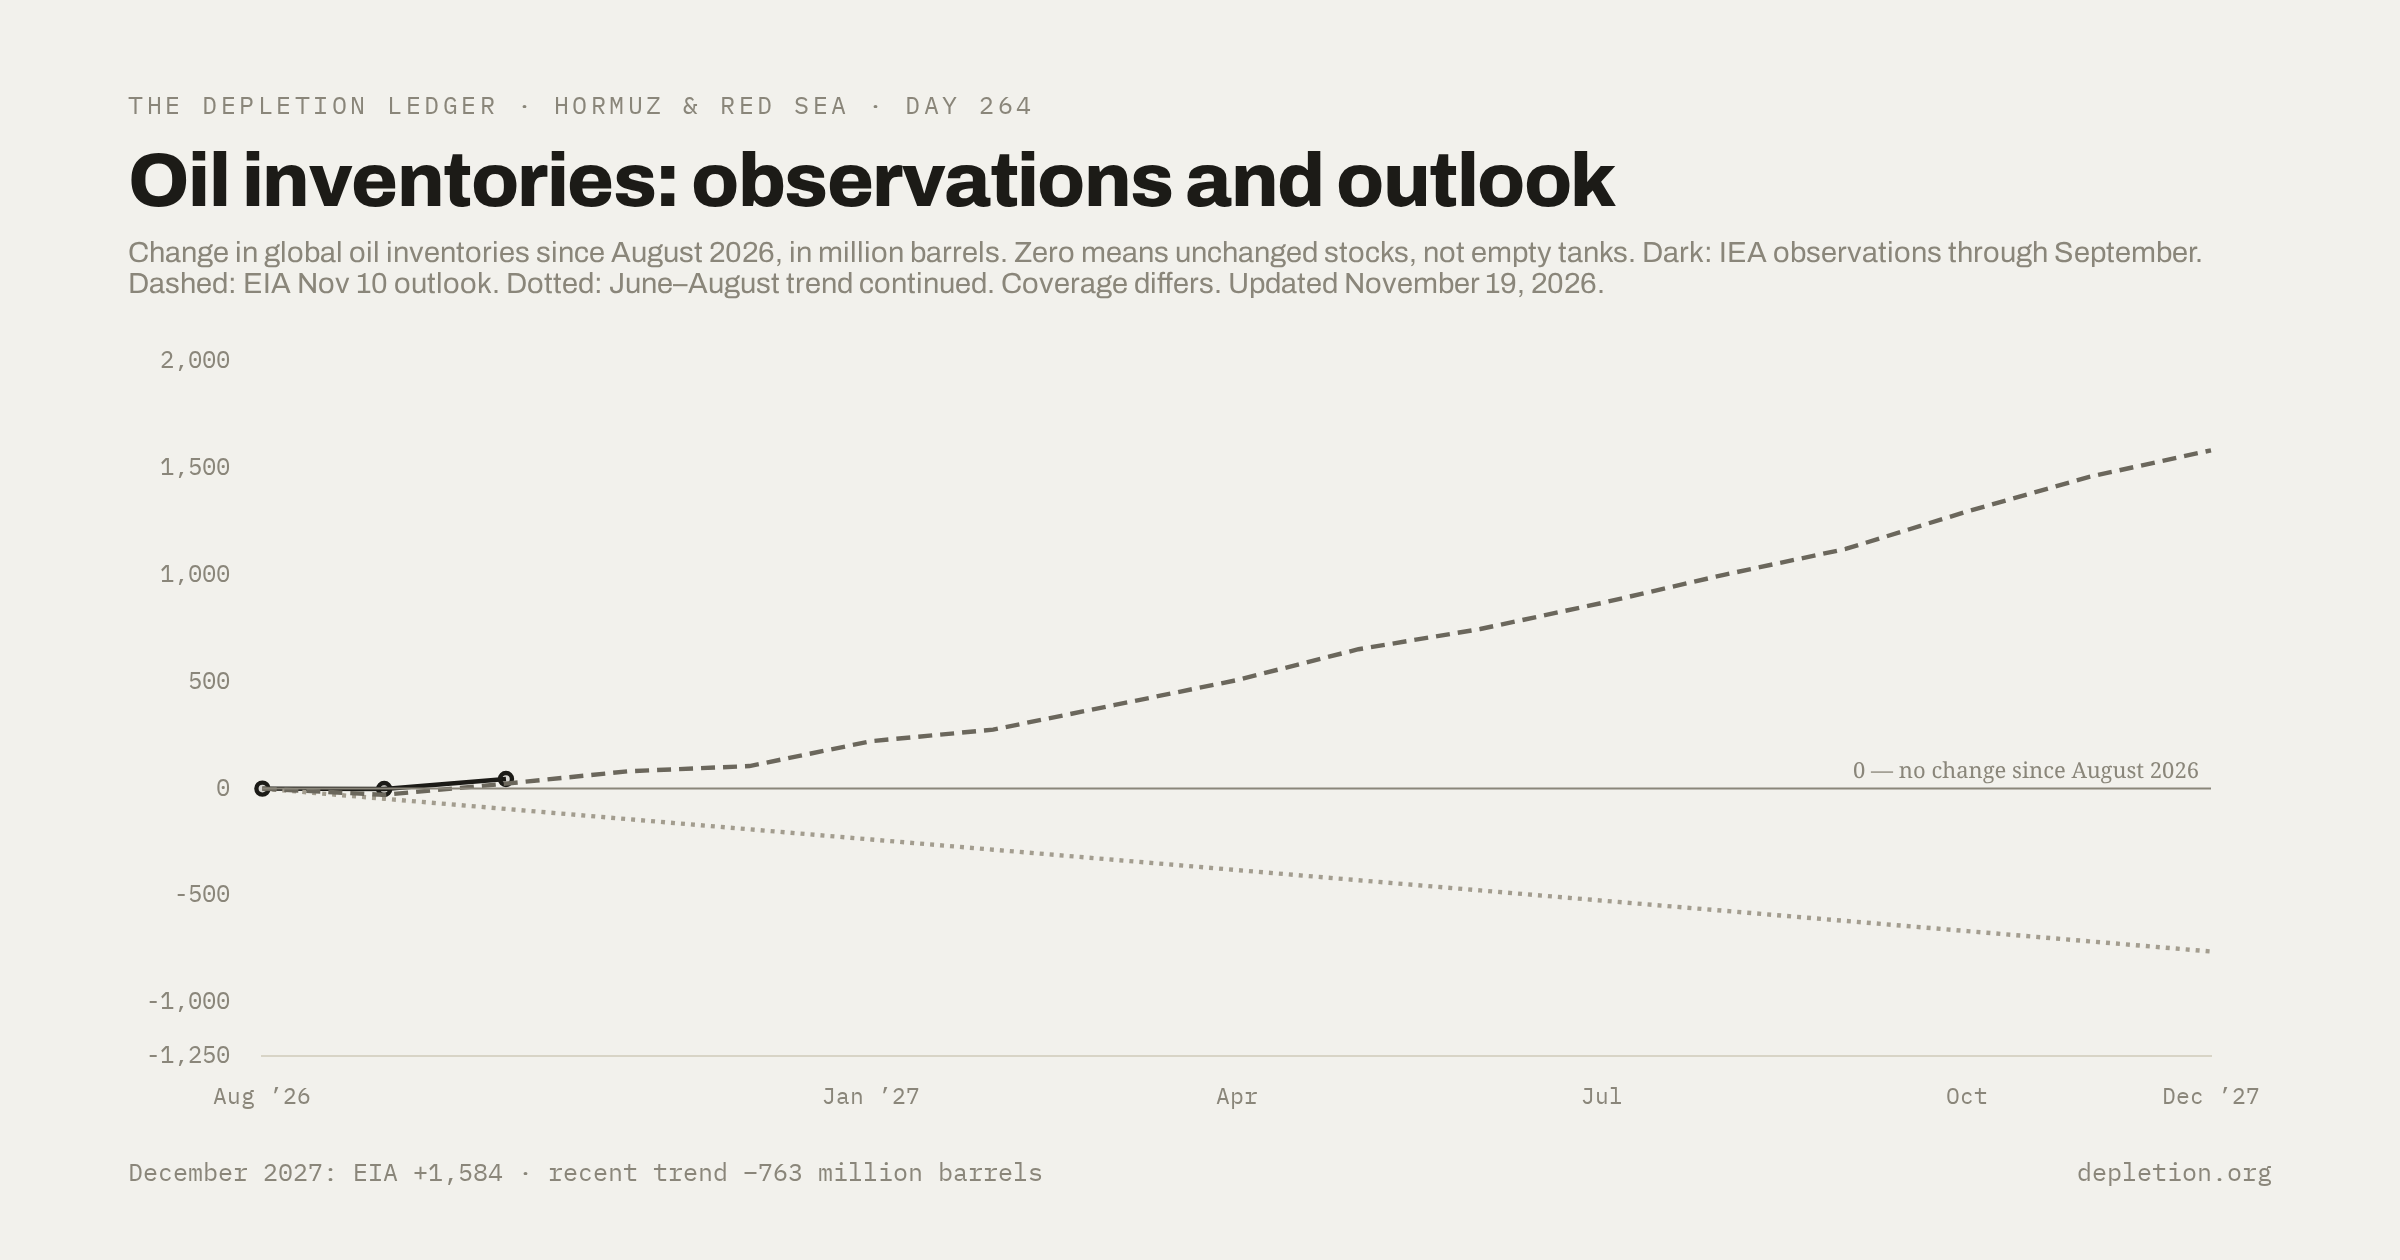 THE DEPLETION LEDGER · HORMUZ & RED SEA · DAY 264
Oil inventories: observations and outlook
Change in global oil inventories since August 2026, in million barrels. Zero means unchanged stocks, not empty tanks. Dark: IEA observations through September.
Dashed: EIA Nov 10 outlook. Dotted: June–August trend continued. Coverage differs. Updated November 19, 2026.
2,000
1,500
1,000
500
0 — no change since August 2026
0
-500
-1,000
-1,250
Aug ’26 Jan ’27 Apr Jul Oct Dec ’27
December 2027: EIA +1,584 · recent trend −763 million barrels
depletion.org